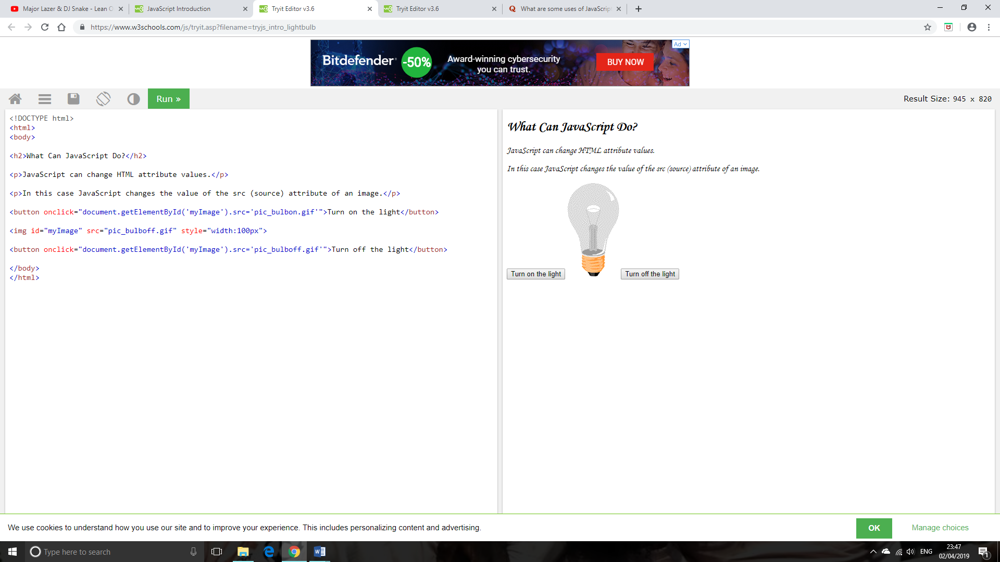 Major Lazer & DJ Snake - Lean O
JavaScript Introduction
Tryit Editor v3.6
Tryit Editor v3.6
What are some uses of JavaScrip
https://www.w3schools.com/js/tryit.asp?filename=tryjs_intro_lightbulb
Ad
Bitdefender
-50%
Award-winning cybersecurity
you can trust.
BUY NOW
Run »
Result Size: 945 x 820
<!DOCTYPE html>
<html>
<body>
<h2>What Can JavaScript Do?</h2>
<p>JavaScript can change HTML attribute values.</p>
<p>In this case JavaScript changes the value of the src (source) attribute of an image.</p>
<button onclick="document.getElementById('myImage').src='pic_bulbon.gif'">Turn on the light</button>
<img id="myImage" src="pic_bulboff.gif" style="width:100px">
<button onclick="document.getElementById('myImage').src='pic_bulboff.gif'">Turn off the light</button>
</body>
</html>
What Can JavaScript Do?
JavaScript can change HTML attribute values.
In this case JavaScript changes the value of the src (source) attribute of an image.
Turn on the light
Turn off the light
We use cookies to understand how you use our site and to improve your experience. This includes personalizing content and advertising.
OK
Manage choices
Type here to search
ENG
23:47
02/04/2019
1